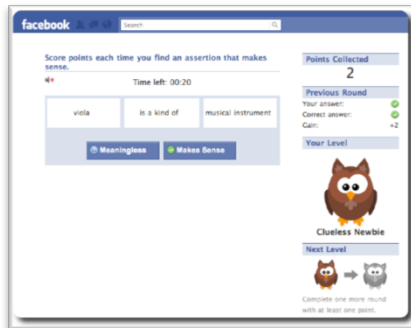 facebook
Search
Score points each time you find an assertion that makes
sense.
Time left: 00:20
viola
is a kind of
musical instrument
Meaningless
Makes Sense
Points Collected
2
Previous Round
Your answer:
Correct answer:
Gain: +2
Your Level
Clueless Newbie
Next Level
Complete one more round
with at least one point.